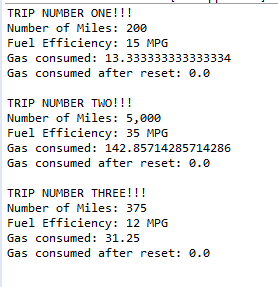 TRIP NUMBER ONE!!!
Number of Miles: 200
Fuel Efficiency: 15 MPG
Gas consumed: 13.333333333333334
Gas consumed after reset: 0.0

TRIP NUMBER TWO!!!
Number of Miles: 5,000
Fuel Efficiency: 35 MPG
Gas consumed: 142.85714285714286
Gas consumed after reset: 0.0

TRIP NUMBER THREE!!!
Number of Miles: 375
Fuel Efficiency: 12 MPG
Gas consumed: 31.25
Gas consumed after reset: 0.0